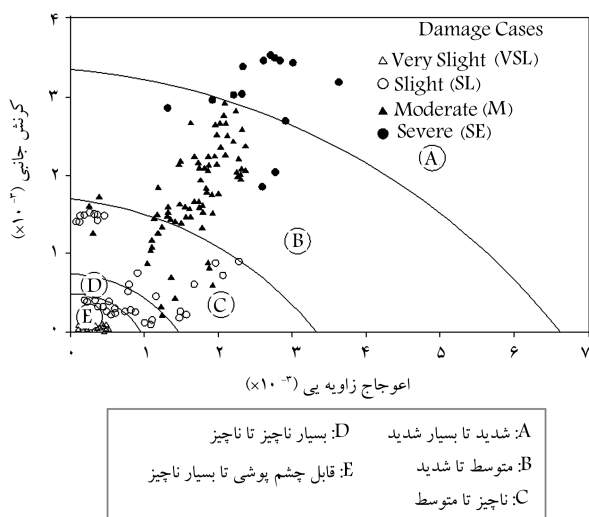 Damage Cases
Very Slight (VSL)
Slight (SL)
Moderate (M)
Severe (SE)
۴
۳
۲
۱
۰
کرنش جانبی (×۱۰ ⁻³)
A
B
C
D
E
۰ ۱ ۲ ۳ ۴ ۵ ۶ ۷
اعوجاج زاویه یی (×۱۰ ⁻³)
A: شدید تا بسیار شدید D: بسیار ناچیز تا ناچیز
B: متوسط تا شدید E: قابل چشم پوشی تا بسیار ناچیز
C: ناچیز تا متوسط